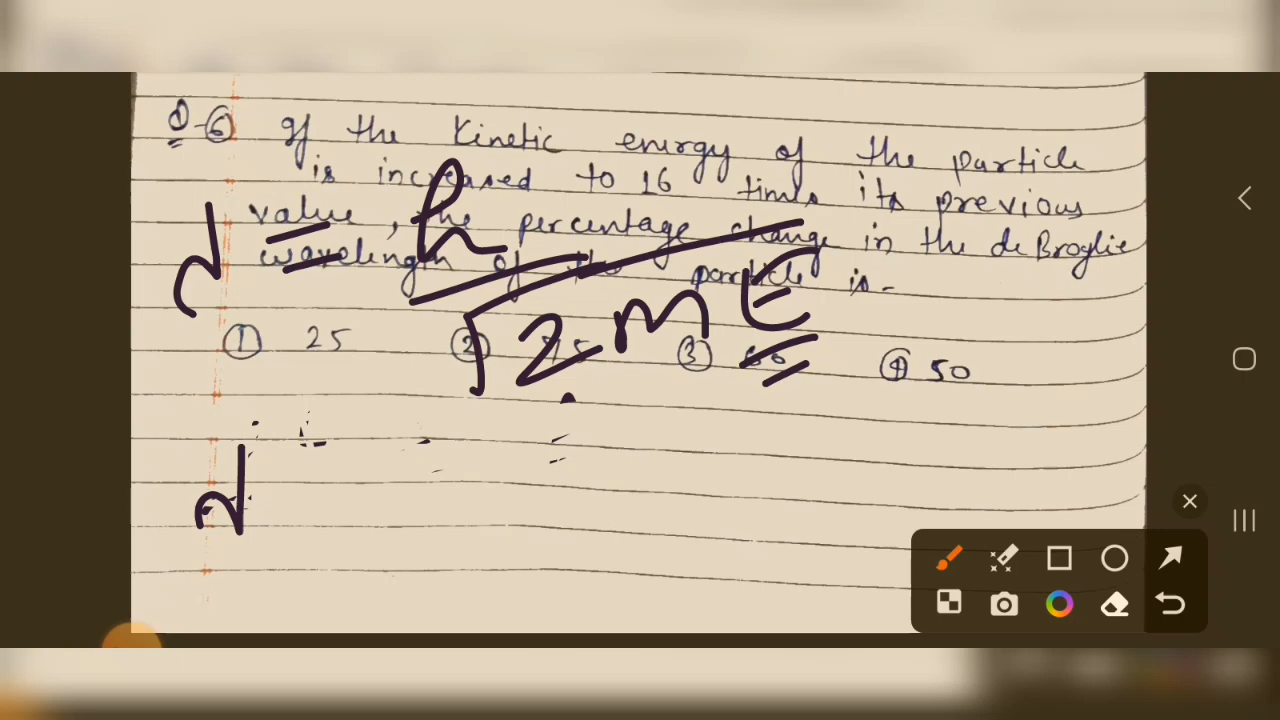 Q-6 If the kinetic energy of the particle
is increased to 16 times its previous
value, the percentage change in the de Broglie
wavelength of the particle is.
① 25 ② 75 ③ 60 ④ 50
h
√2mE
λ